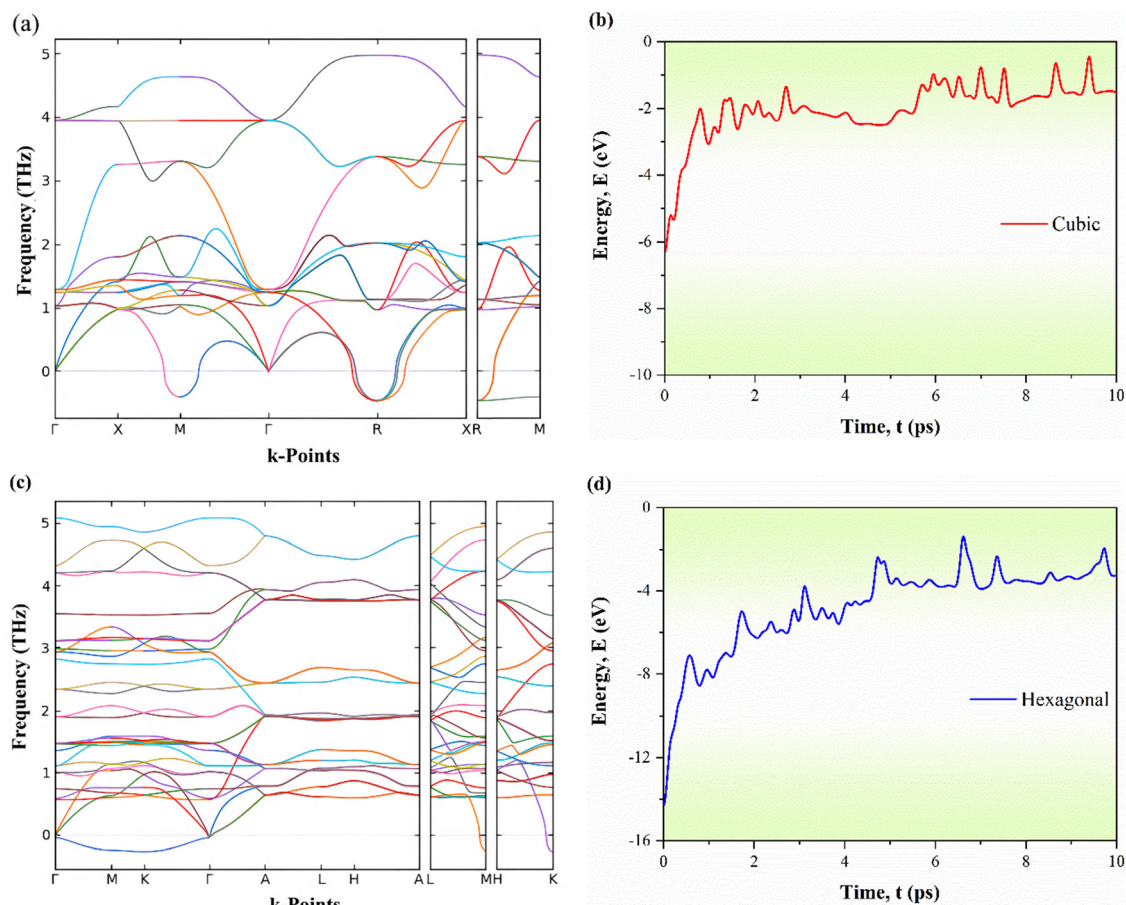 (a)
Frequency (THz)
5
4
3
2
1
0
Γ X M Γ R XR M
k-Points
(b)
Energy, E (eV)
0
-2
-4
-6
-8
-10
Cubic
0 2 4 6 8 10
Time, t (ps)
(c)
Frequency (THz)
5
4
3
2
1
0
Γ M K Γ A L H A L MH K
k-Points
(d)
Energy, E (eV)
0
-4
-8
-12
-16
Hexagonal
0 2 4 6 8 10
Time, t (ps)